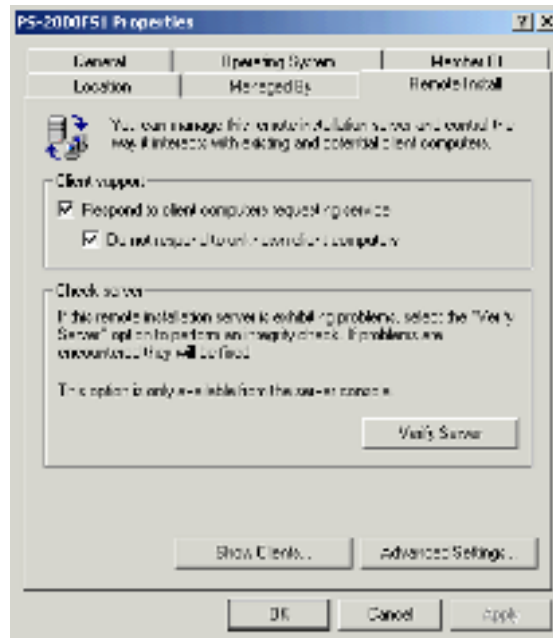 PS-2000FS1 Properties
General
Operating System
Member Of
Location
Managed By
Remote Install
You can manage this remote installation server and control the
way it interacts with existing and potential client computers.
Client support
Respond to client computers requesting service
Do not respond to unknown client computers
Check server
If this remote installation server is exhibiting problems, select the "Verify
Server" option to perform an integrity check. If problems are
encountered they will be fixed.
This option is only available from the server console.
Verify Server
Show Clients...
Advanced Settings...
OK
Cancel
Apply